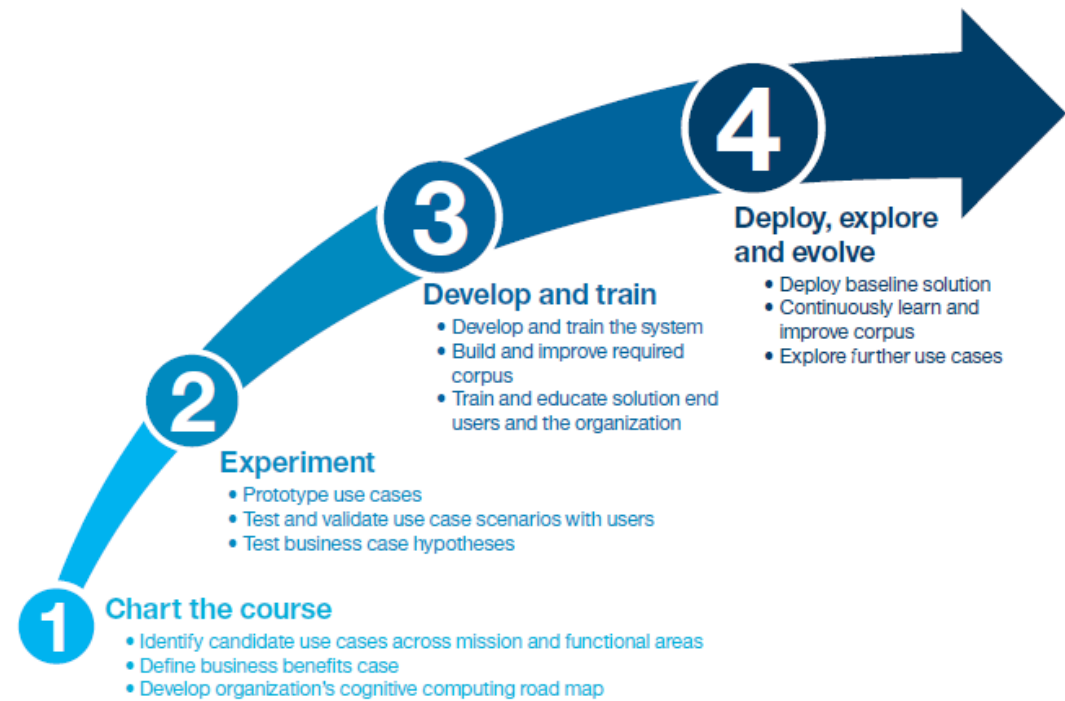 1
Chart the course
• Identify candidate use cases across mission and functional areas
• Define business benefits case
• Develop organization's cognitive computing road map
2
Experiment
• Prototype use cases
• Test and validate use case scenarios with users
• Test business case hypotheses
3
Develop and train
• Develop and train the system
• Build and improve required
corpus
• Train and educate solution end
users and the organization
4
Deploy, explore
and evolve
• Deploy baseline solution
• Continuously learn and
improve corpus
• Explore further use cases